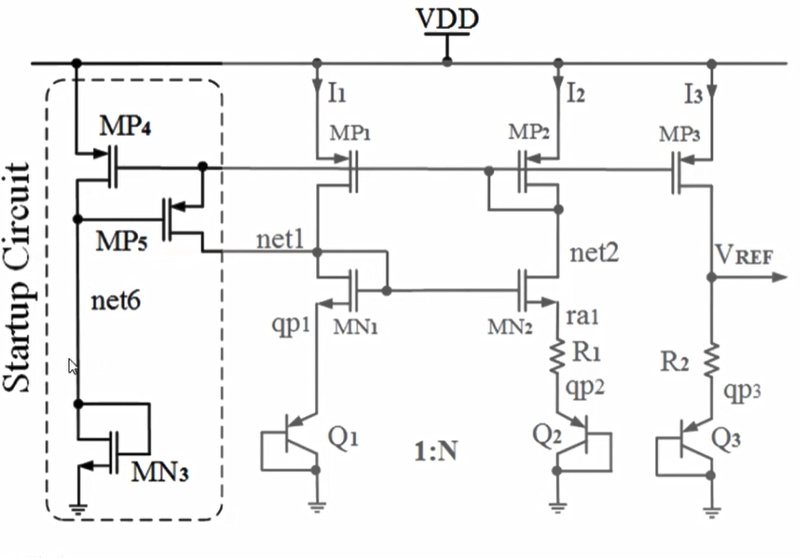 VDD
I1
I2
I3
MP4
MP1
MP2
MP3
MP5
net1
net2
VREF
Startup Circuit
net6
qp1
MN1
MN2
ra1
R1
R2
qp2
qp3
Q1
1:N
Q2
Q3
MN3